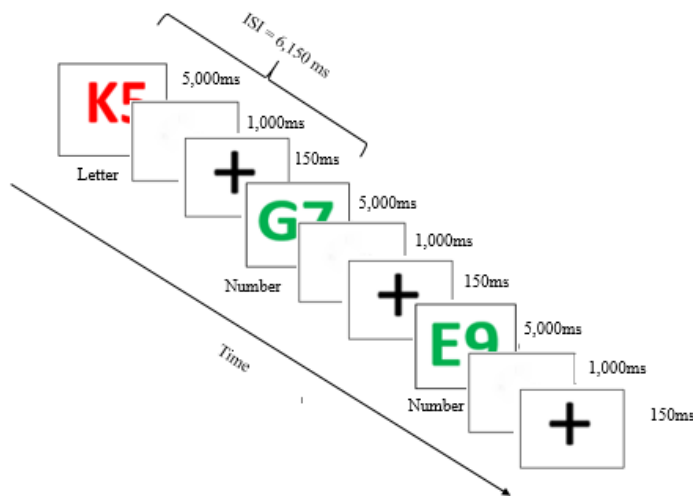 ISI = 6,150 ms
K5
5,000ms
1,000ms
150ms
Letter
G7
5,000ms
1,000ms
150ms
Number
E9
5,000ms
1,000ms
150ms
Number
Time